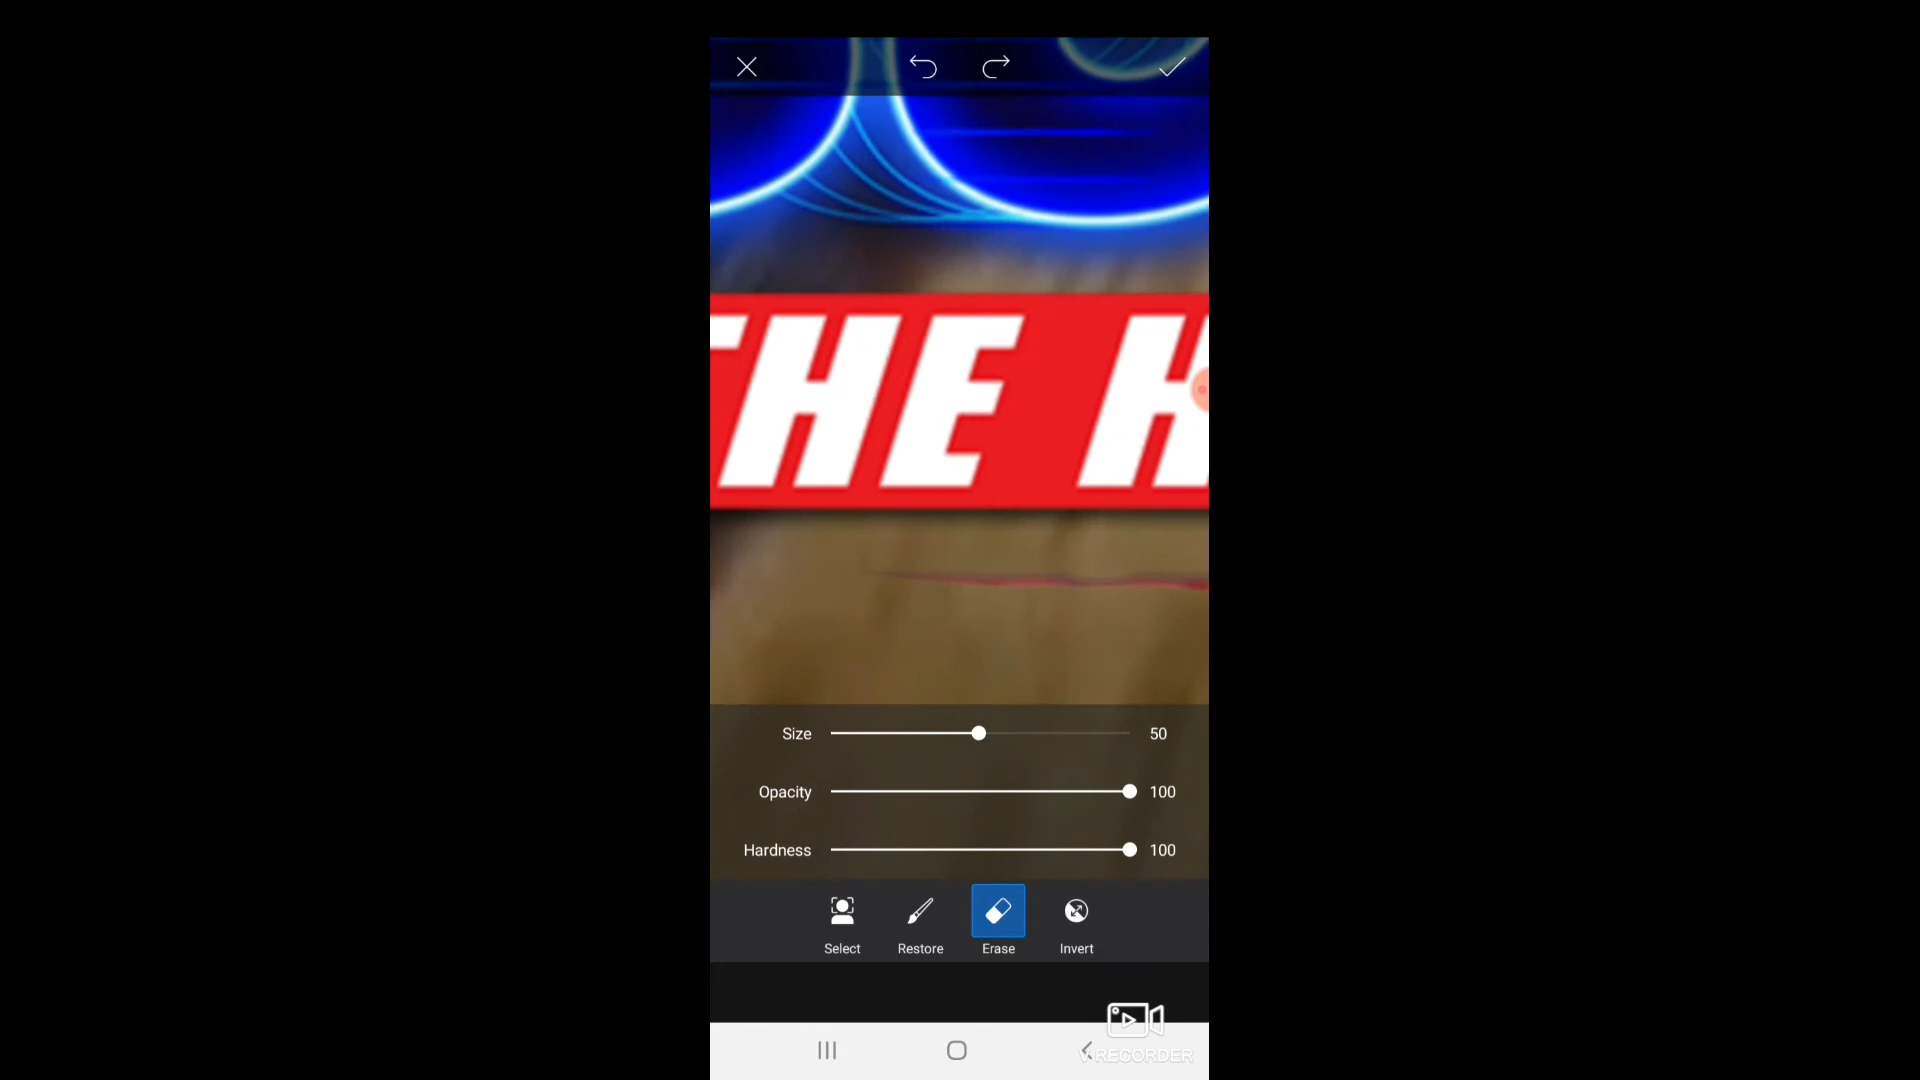 THE H
Size 50
Opacity 100
Hardness 100
Select Restore Erase Invert
V RECORDER